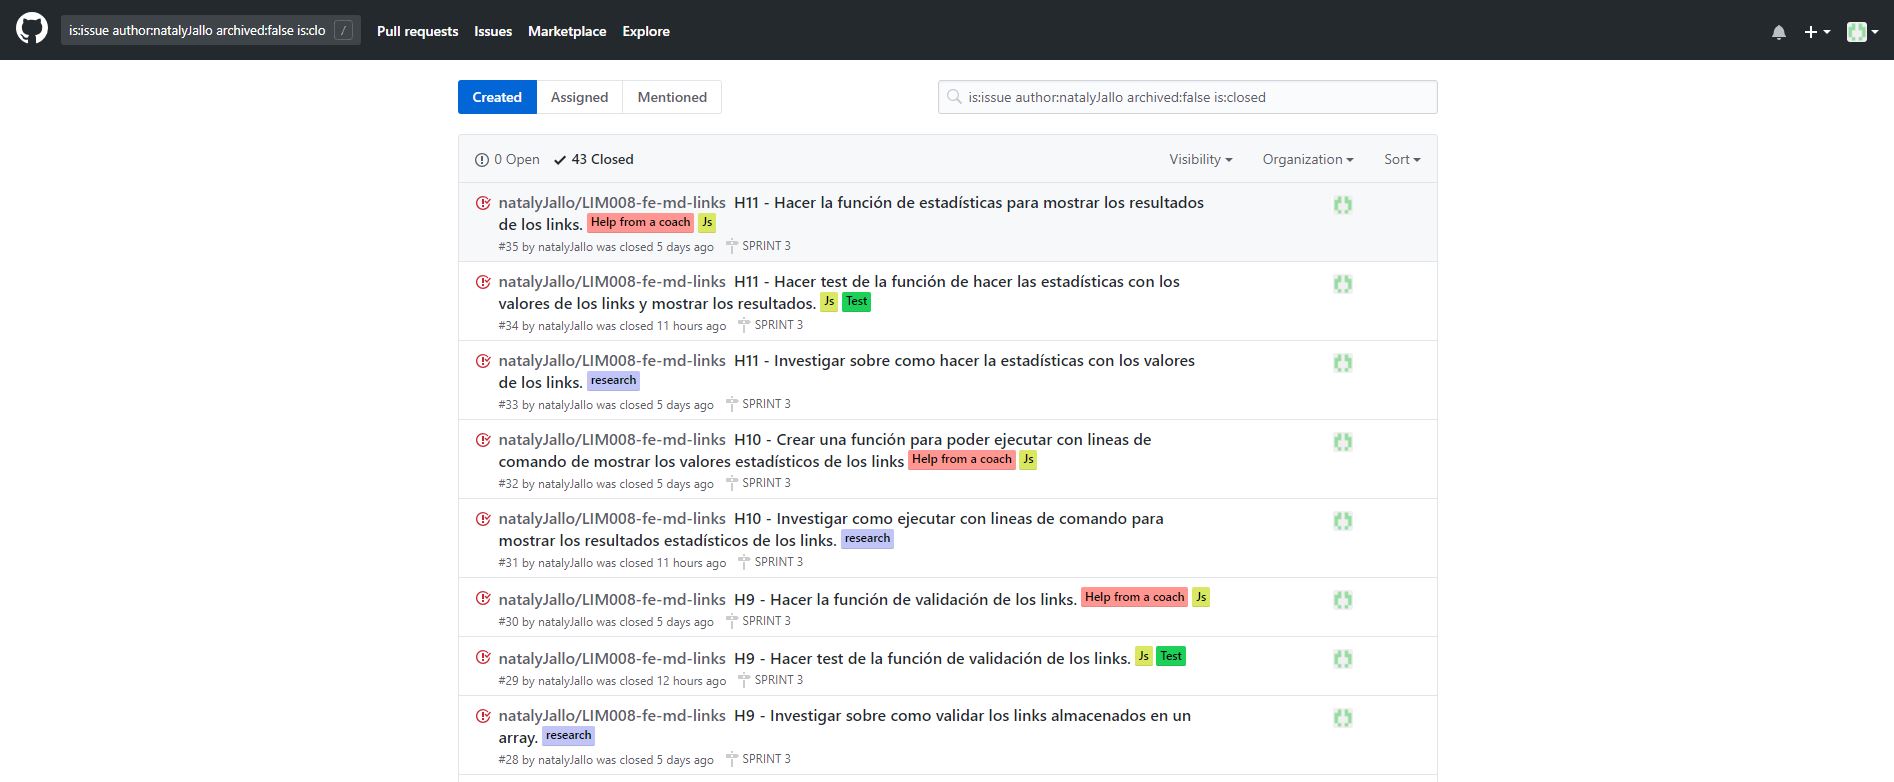 is:issue author:natalyJallo archived:false is:clo / Pull requests Issues Marketplace Explore
Created Assigned Mentioned is:issue author:natalyJallo archived:false is:closed
0 Open 43 Closed Visibility Organization Sort
natalyJallo/LIM008-fe-md-links H11 - Hacer la función de estadísticas para mostrar los resultados
de los links. Help from a coach Js
#35 by natalyJallo was closed 5 days ago SPRINT 3
natalyJallo/LIM008-fe-md-links H11 - Hacer test de la función de hacer las estadísticas con los
valores de los links y mostrar los resultados. Js Test
#34 by natalyJallo was closed 11 hours ago SPRINT 3
natalyJallo/LIM008-fe-md-links H11 - Investigar sobre como hacer la estadísticas con los valores
de los links. research
#33 by natalyJallo was closed 5 days ago SPRINT 3
natalyJallo/LIM008-fe-md-links H10 - Crear una función para poder ejecutar con lineas de
comando de mostrar los valores estadísticos de los links Help from a coach Js
#32 by natalyJallo was closed 5 days ago SPRINT 3
natalyJallo/LIM008-fe-md-links H10 - Investigar como ejecutar con lineas de comando para
mostrar los resultados estadísticos de los links. research
#31 by natalyJallo was closed 11 hours ago SPRINT 3
natalyJallo/LIM008-fe-md-links H9 - Hacer la función de validación de los links. Help from a coach Js
#30 by natalyJallo was closed 5 days ago SPRINT 3
natalyJallo/LIM008-fe-md-links H9 - Hacer test de la función de validación de los links. Js Test
#29 by natalyJallo was closed 12 hours ago SPRINT 3
natalyJallo/LIM008-fe-md-links H9 - Investigar sobre como validar los links almacenados en un
array. research
#28 by natalyJallo was closed 5 days ago SPRINT 3